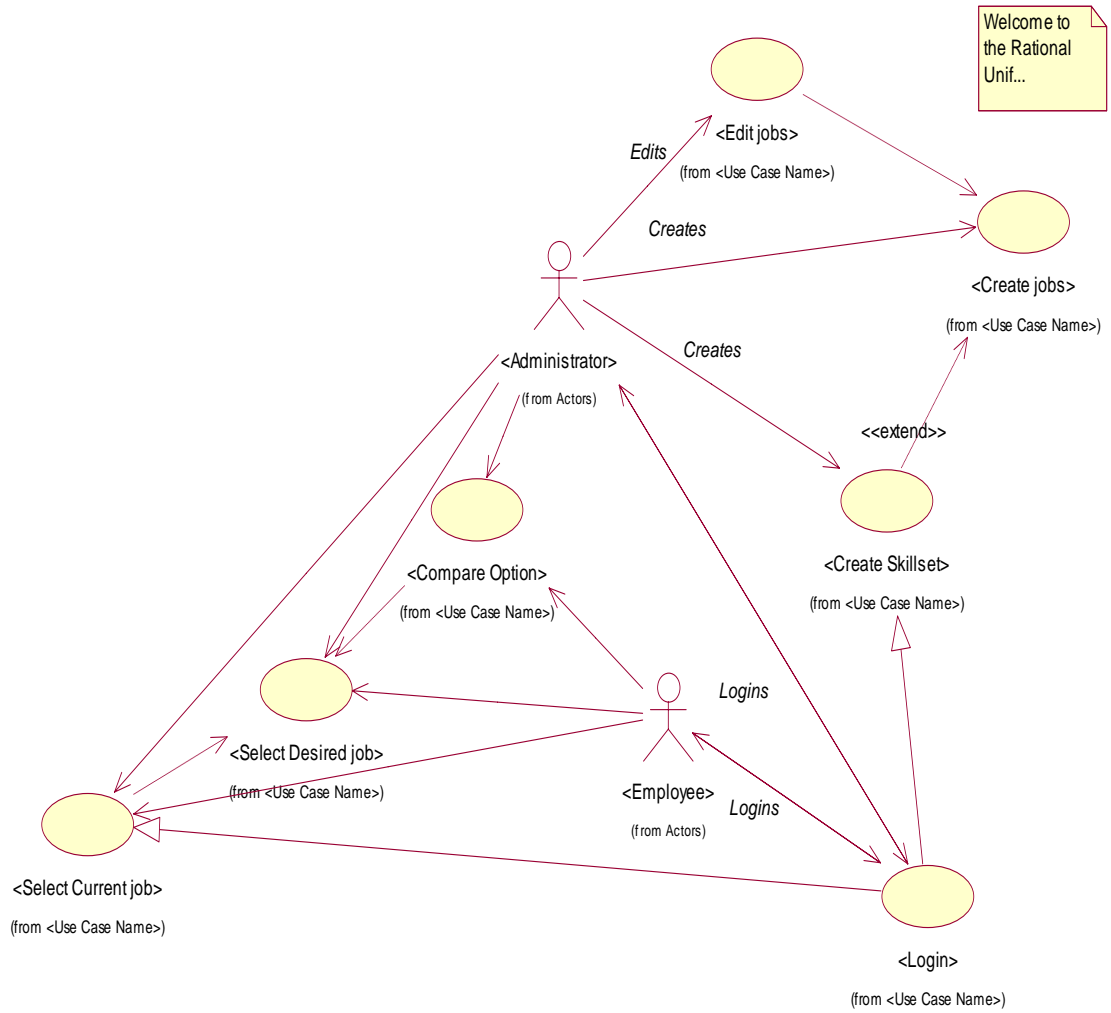 Welcome to
the Rational
Unif...
<Edit jobs>
(from <Use Case Name>)
Edits
Creates
<Create jobs>
(from <Use Case Name>)
Creates
<Administrator>
(from Actors)
<<extend>>
<Create Skillset>
(from <Use Case Name>)
<Compare Option>
(from <Use Case Name>)
Logins
<Select Desired job>
(from <Use Case Name>)
<Employee>
(from Actors)
Logins
<Select Current job>
(from <Use Case Name>)
<Login>
(from <Use Case Name>)